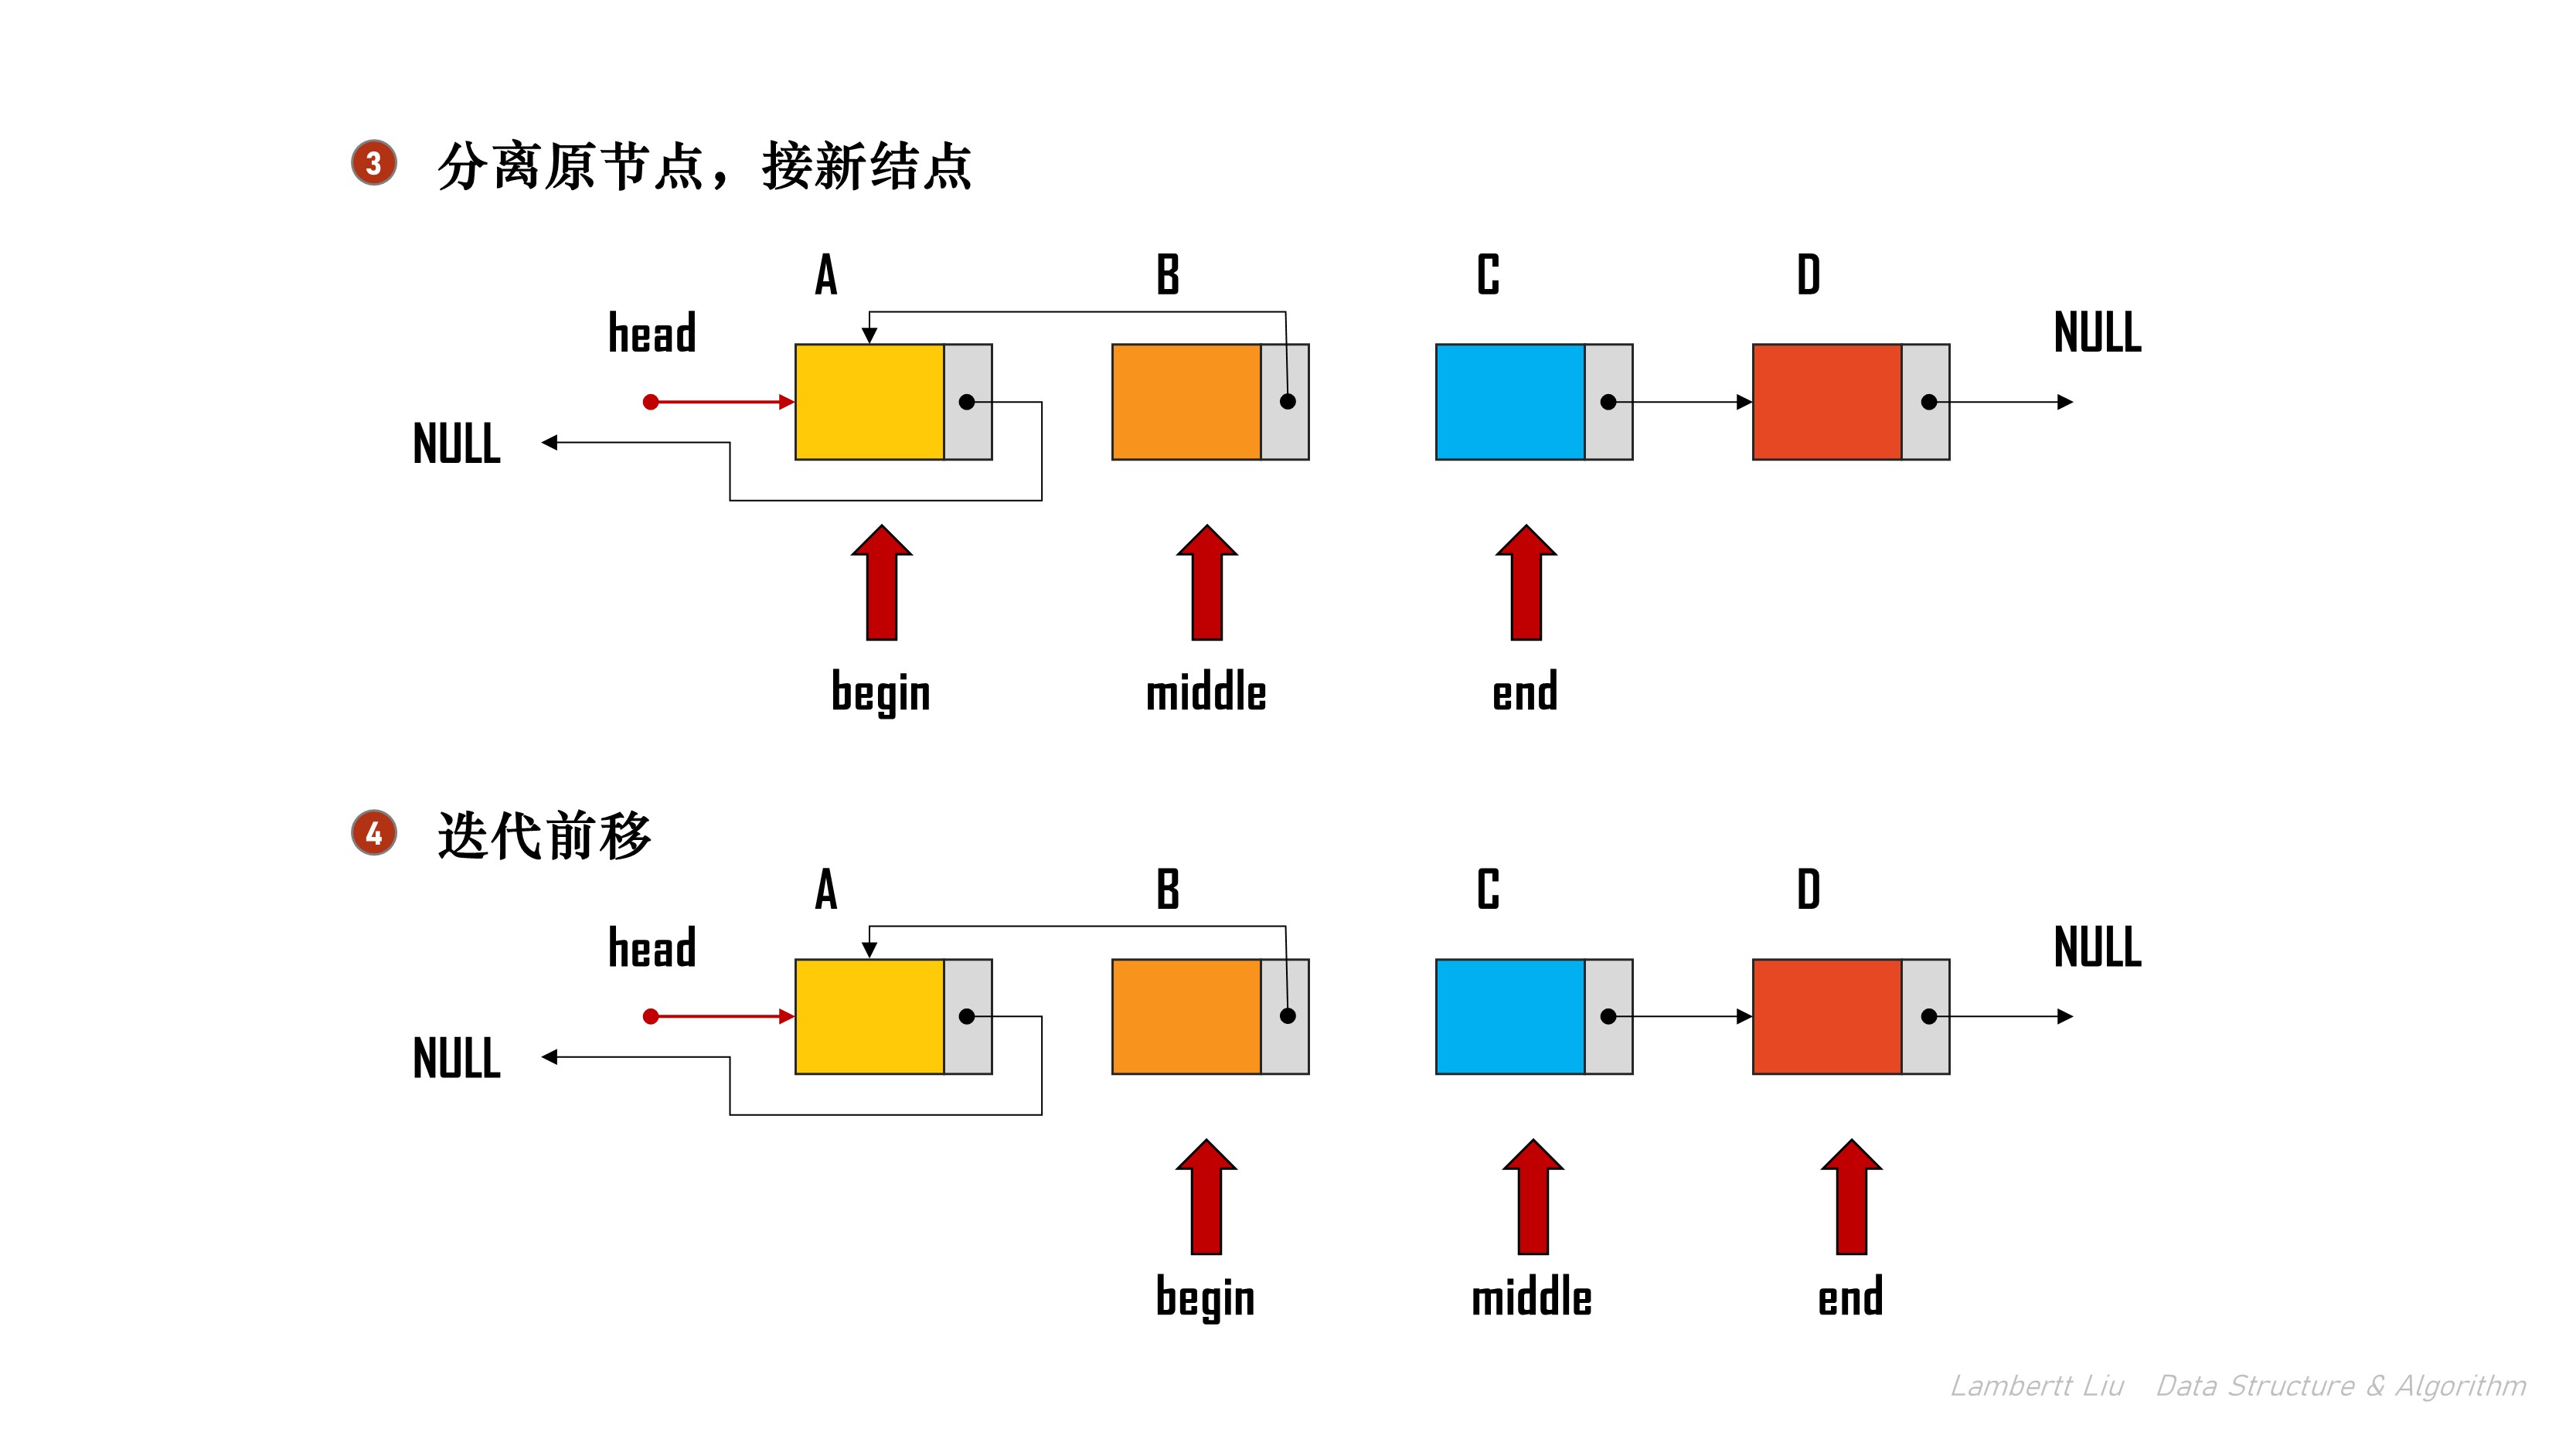 3 分离原节点，接新结点
A B C D
head NULL
NULL
begin middle end
4 迭代前移
A B C D
head NULL
NULL
begin middle end
Lambertt Liu Data Structure & Algorithm